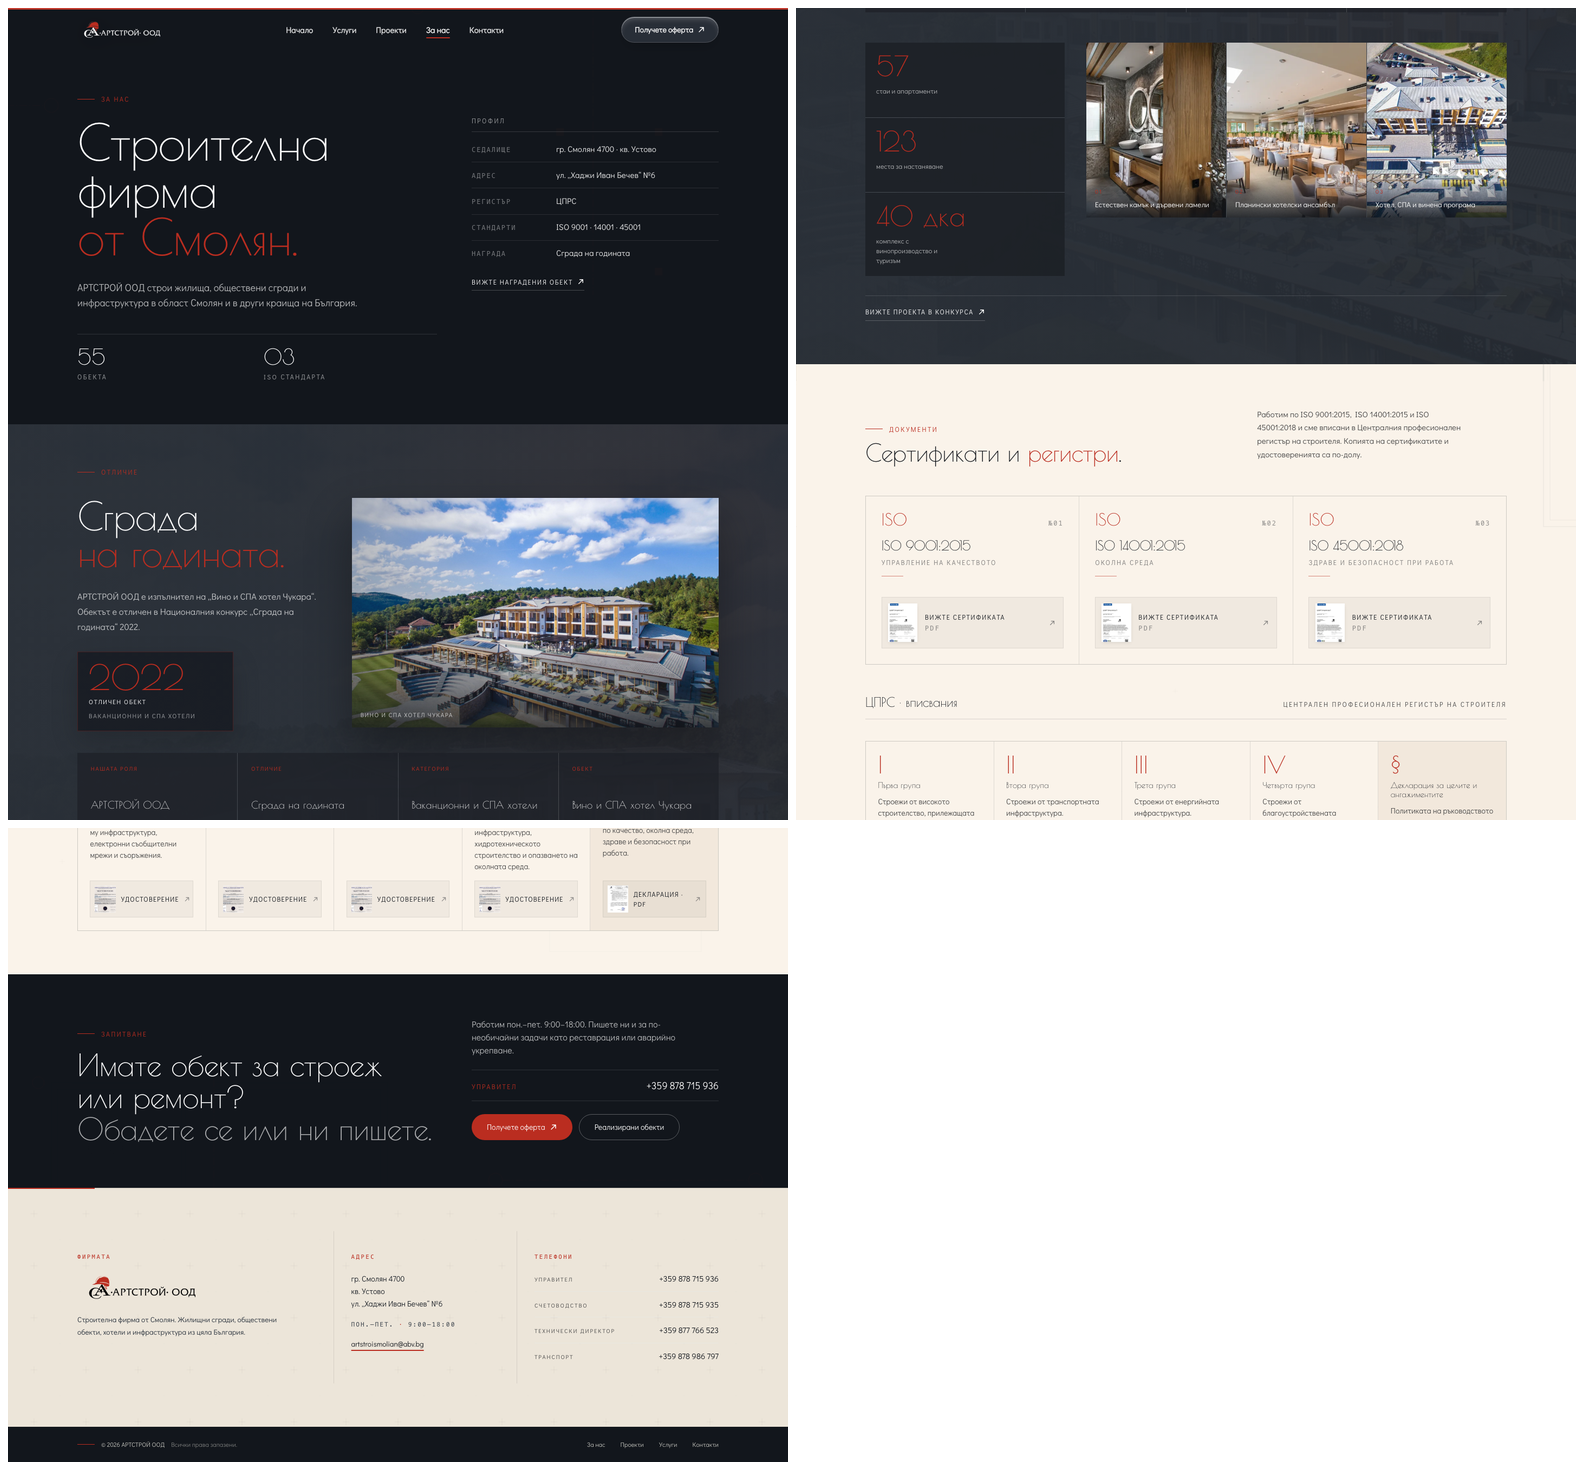 АРТСТРОЙ· ООД
Начало Услуги Проекти За нас Контакти
Получете оферта
ЗА НАС
Строителна
фирма
от Смолян.
АРТСТРОЙ ООД строи жилища, обществени сгради и
инфраструктура в област Смолян и в други краища на България.
55
ОБЕКТА
03
ISO СТАНДАРТА
ПРОФИЛ
СЕДАЛИЩЕ гр. Смолян 4700 · кв. Устово
АДРЕС ул. „Хаджи Иван Бечев“ №6
РЕГИСТЪР ЦПРС
СТАНДАРТИ ISO 9001 · 14001 · 45001
НАГРАДА Сграда на годината
ВИЖТЕ НАГРАДЕНИЯ ОБЕКТ
ОТЛИЧИЕ
Сграда
на годината.
АРТСТРОЙ ООД е изпълнител на „Вино и СПА хотел Чукара“.
Обектът е отличен в Националния конкурс „Сграда на
годината“ 2022.
2022
ОТЛИЧЕН ОБЕКТ
ВАКАНЦИОННИ И СПА ХОТЕЛИ
ВИНО И СПА ХОТЕЛ ЧУКАРА
НАШАТА РОЛЯ
АРТСТРОЙ ООД
ОТЛИЧИЕ
Сграда на годината
КАТЕГОРИЯ
Ваканционни и СПА хотели
ОБЕКТ
Вино и СПА хотел Чукара
57
стаи и апартаменти
123
места за настаняване
40 дка
комплекс с
винопроизводство и
туризъм
Естествен камък и дървени ламели
Планински хотелски ансамбъл
Хотел, СПА и винена програма
ВИЖТЕ ПРОЕКТА В КОНКУРСА
ДОКУМЕНТИ
Сертификати и регистри.
Работим по ISO 9001:2015, ISO 14001:2015 и ISO
45001:2018 и сме вписани в Централния професионален
регистър на строителя. Копията на сертификатите и
удостоверенията са по-долу.
ISO №01
ISO 9001:2015
УПРАВЛЕНИЕ НА КАЧЕСТВОТО
ВИЖТЕ СЕРТИФИКАТА
PDF
ISO №02
ISO 14001:2015
ОКОЛНА СРЕДА
ВИЖТЕ СЕРТИФИКАТА
PDF
ISO №03
ISO 45001:2018
ЗДРАВЕ И БЕЗОПАСНОСТ ПРИ РАБОТА
ВИЖТЕ СЕРТИФИКАТА
PDF
ЦПРС · вписвания
ЦЕНТРАЛЕН ПРОФЕСИОНАЛЕН РЕГИСТЪР НА СТРОИТЕЛЯ
I
Първа група
Строежи от високото
строителство, прилежащата
II
Втора група
Строежи от транспортната
инфраструктура.
III
Трета група
Строежи от енергийната
инфраструктура.
IV
Четвърта група
Строежи от
благоустройствената
§
Декларация за целите и
ангажиментите
Политиката на ръководството
му инфраструктура,
електронни съобщителни
мрежи и съоръжения.
УДОСТОВЕРЕНИЕ
УДОСТОВЕРЕНИЕ
УДОСТОВЕРЕНИЕ
инфраструктура,
хидротехническото
строителство и опазването на
околната среда.
УДОСТОВЕРЕНИЕ
по качество, околна среда,
здраве и безопасност при
работа.
ДЕКЛАРАЦИЯ ·
PDF
ЗАПИТВАНЕ
Имате обект за строеж
или ремонт?
Обадете се или ни пишете.
Работим пон.–пет. 9:00–18:00. Пишете ни и за по-
необичайни задачи като реставрация или аварийно
укрепване.
УПРАВИТЕЛ +359 878 715 936
Получете оферта
Реализирани обекти
ФИРМАТА
АРТСТРОЙ· ООД
Строителна фирма от Смолян. Жилищни сгради, обществени
обекти, хотели и инфраструктура из цяла България.
АДРЕС
гр. Смолян 4700
кв. Устово
ул. „Хаджи Иван Бечев“ №6
ПОН.–ПЕТ. · 9:00–18:00
artstroismolian@abv.bg
ТЕЛЕФОНИ
УПРАВИТЕЛ +359 878 715 936
СЧЕТОВОДСТВО +359 878 715 935
ТЕХНИЧЕСКИ ДИРЕКТОР +359 877 766 523
ТРАНСПОРТ +359 878 986 797
© 2026 АРТСТРОЙ ООД Всички права запазени.
За нас Проекти Услуги Контакти